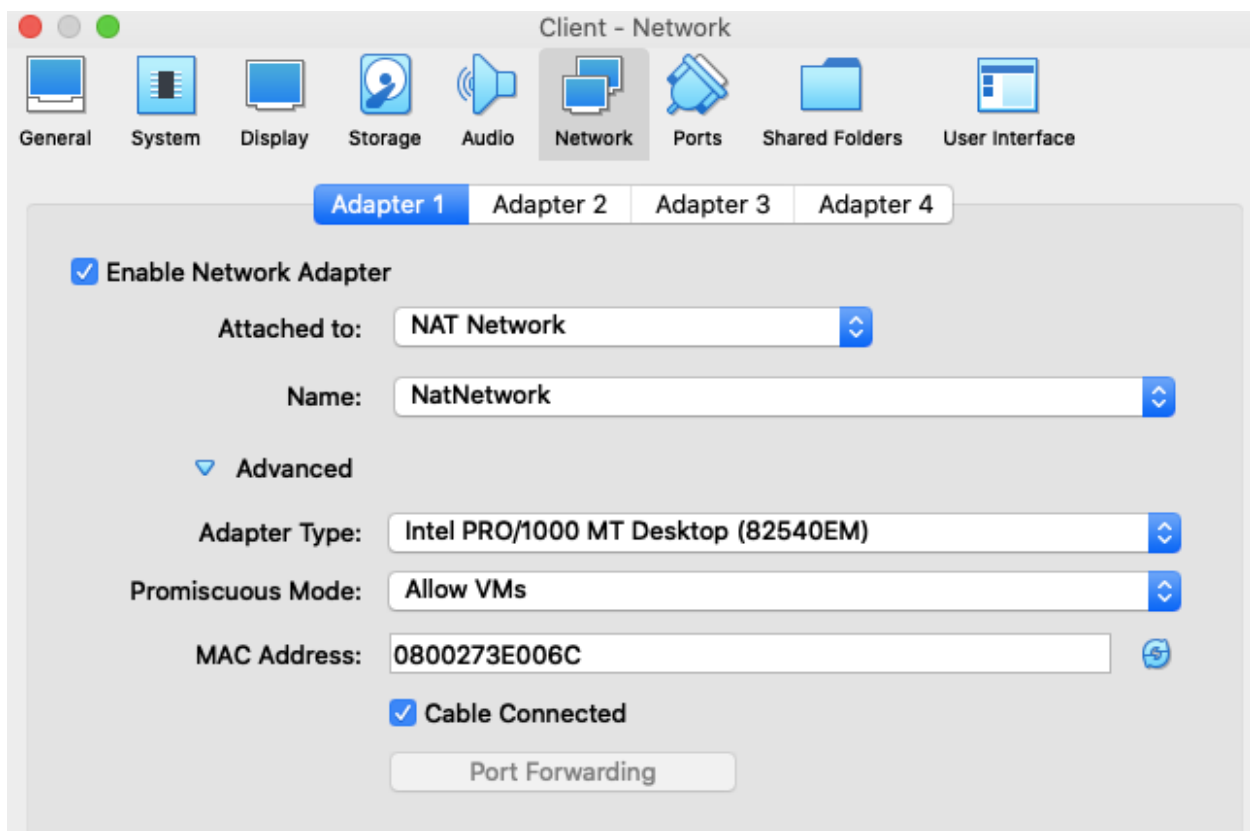 Client - Network
General System Display Storage Audio Network Ports Shared Folders User Interface
Adapter 1 Adapter 2 Adapter 3 Adapter 4
Enable Network Adapter
Attached to: NAT Network
Name: NatNetwork
Advanced
Adapter Type: Intel PRO/1000 MT Desktop (82540EM)
Promiscuous Mode: Allow VMs
MAC Address: 0800273E006C
Cable Connected
Port Forwarding